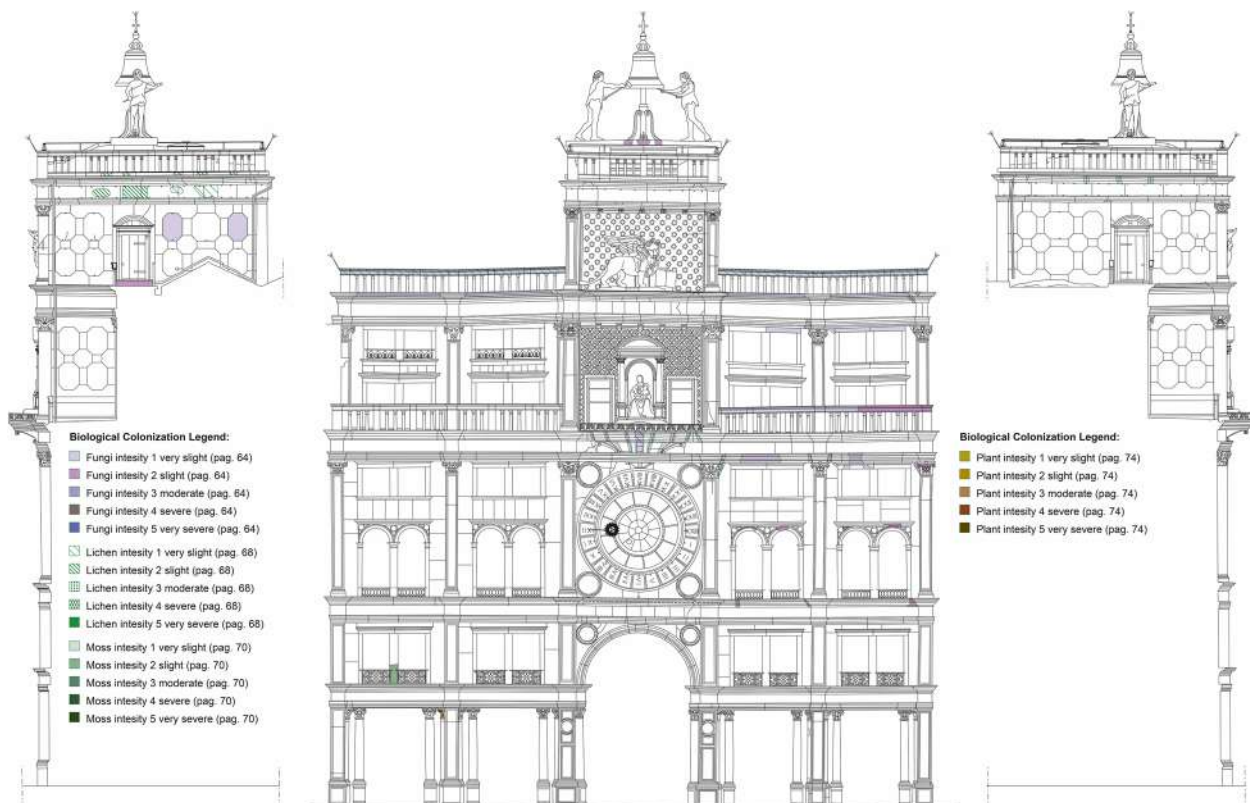 Biological Colonization Legend:
Fungi intesity 1 very slight (pag. 64)
Fungi intesity 2 slight (pag. 64)
Fungi intesity 3 moderate (pag. 64)
Fungi intesity 4 severe (pag. 64)
Fungi intesity 5 very severe (pag. 64)
Lichen intesity 1 very slight (pag. 68)
Lichen intesity 2 slight (pag. 68)
Lichen intesity 3 moderate (pag. 68)
Lichen intesity 4 severe (pag. 68)
Lichen intesity 5 very severe (pag. 68)
Moss intesity 1 very slight (pag. 70)
Moss intesity 2 slight (pag. 70)
Moss intesity 3 moderate (pag. 70)
Moss intesity 4 severe (pag. 70)
Moss intesity 5 very severe (pag. 70)
Biological Colonization Legend:
Plant intesity 1 very slight (pag. 74)
Plant intesity 2 slight (pag. 74)
Plant intesity 3 moderate (pag. 74)
Plant intesity 4 severe (pag. 74)
Plant intesity 5 very severe (pag. 74)